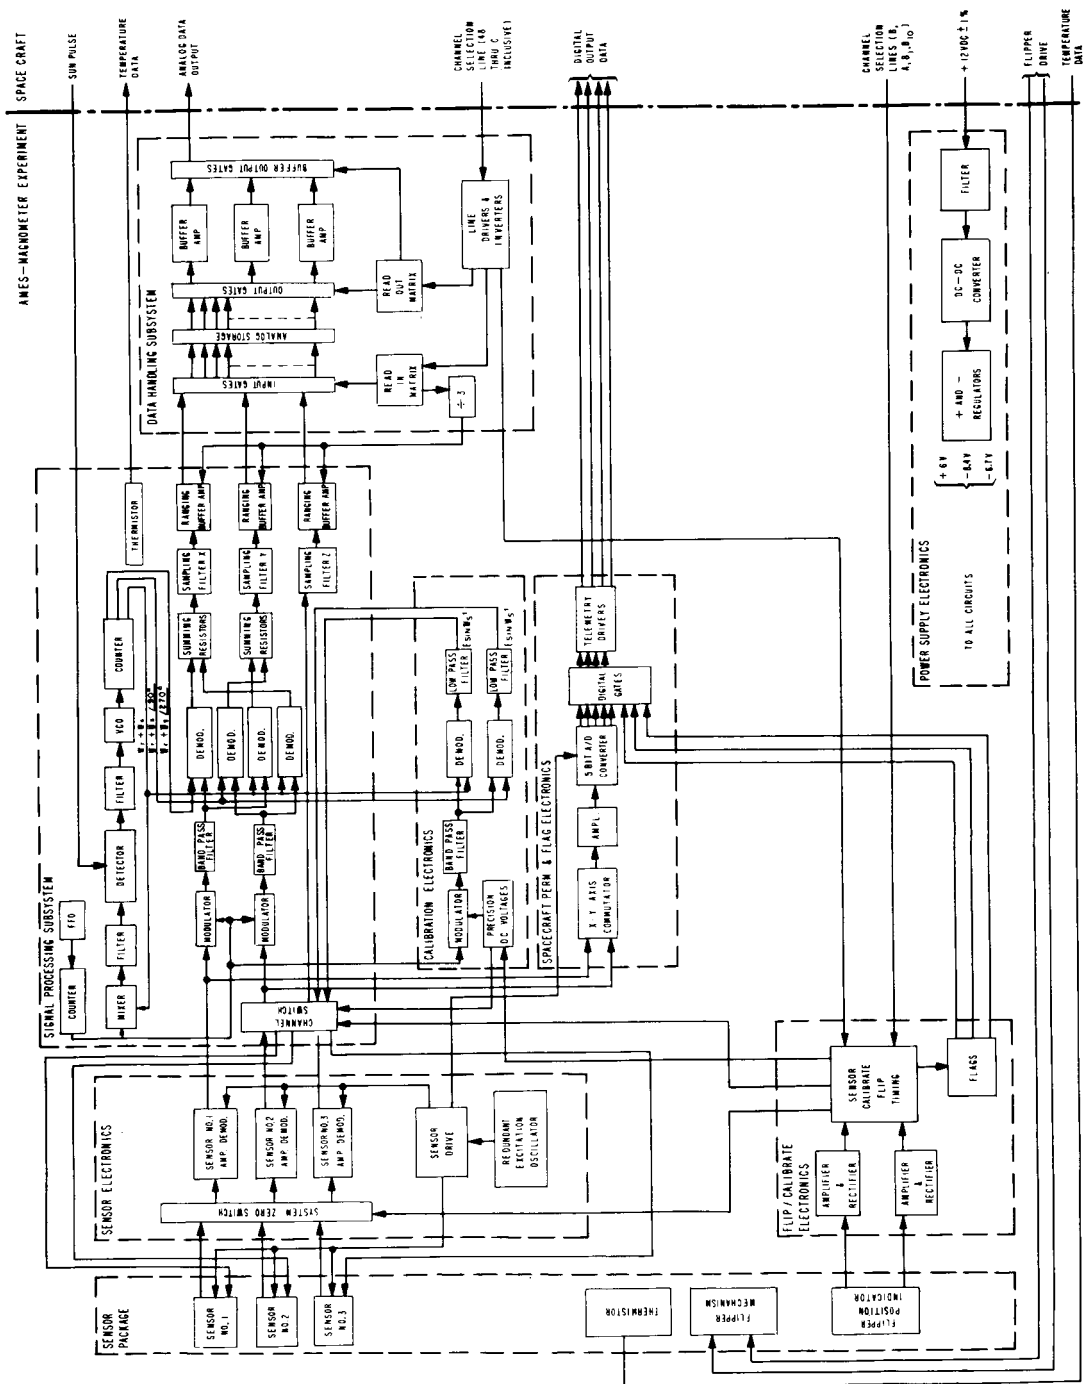 AMES-MAGNOMETER EXPERIMENT
SPACE CRAFT
SUN PULSE
TEMPERATURE
DATA
ANALOG DATA
OUTPUT
CHANNEL
SELECTION
LINE (48
THRU C
INCLUSIVE)
DIGITAL
OUTPUT
DATA
CHANNEL
SELECTION
LINES (B,
+12VDC ± 1%
FLIPPER
DRIVE
TEMPERATURE
DATA
SIGNAL PROCESSING SUBSYSTEM
FFO
COUNTER
MIXER
FILTER
DETECTOR
FILTER
VCO
COUNTER
THERMISTOR
MODULATOR
BAND PASS
FILTER
DEMOD.
DEMOD.
SUMMING
RESISTORS
SAMPLING
FILTER X
RANGING
BUFFER AMP
MODULATOR
BAND PASS
FILTER
DEMOD.
DEMOD.
SUMMING
RESISTORS
SAMPLING
FILTER Y
RANGING
BUFFER AMP
SAMPLING
FILTER Z
RANGING
BUFFER AMP
CHANNEL
SWITCH
DATA HANDLING SUBSYSTEM
INPUT GATES
ANALOG STORAGE
OUTPUT GATES
BUFFER
AMP
BUFFER
AMP
BUFFER
AMP
BUFFER OUTPUT GATES
READ
IN
MATRIX
÷ 3
READ
OUT
MATRIX
LINE
DRIVERS &
INVERTERS
CALIBRATION ELECTRONICS
MODULATOR
BAND PASS
FILTER
PRECISION
DC VOLTAGES
DEMOD.
LOW PASS
FILTER
DEMOD.
LOW PASS
FILTER
SPACECRAFT PERM & FLAG ELECTRONICS
X-Y AXIS
COMMUTATOR
AMPL.
5 BIT A/D
CONVERTER
DIGITAL
GATES
TELEMETRY
DRIVERS
POWER SUPPLY ELECTRONICS
FILTER
DC-DC
CONVERTER
+ AND -
REGULATORS
+6V
-8.4V
-6.7V
TO ALL CIRCUITS
SENSOR ELECTRONICS
SYSTEM ZERO SWITCH
SENSOR NO.1
AMP. DEMOD.
SENSOR NO.2
AMP. DEMOD.
SENSOR NO.3
AMP. DEMOD.
SENSOR
DRIVE
REDUNDANT
EXCITATION
OSCILLATOR
FLIP/CALIBRATE
ELECTRONICS
AMPLIFIER
&
RECTIFIER
AMPLIFIER
&
RECTIFIER
SENSOR
CALIBRATE
FLIP
TIMING
FLAGS
SENSOR
PACKAGE
SENSOR
NO.1
SENSOR
NO.2
SENSOR
NO.3
THERMISTOR
FLIPPER
MECHANISM
FLIPPER
POSITION
INDICATOR